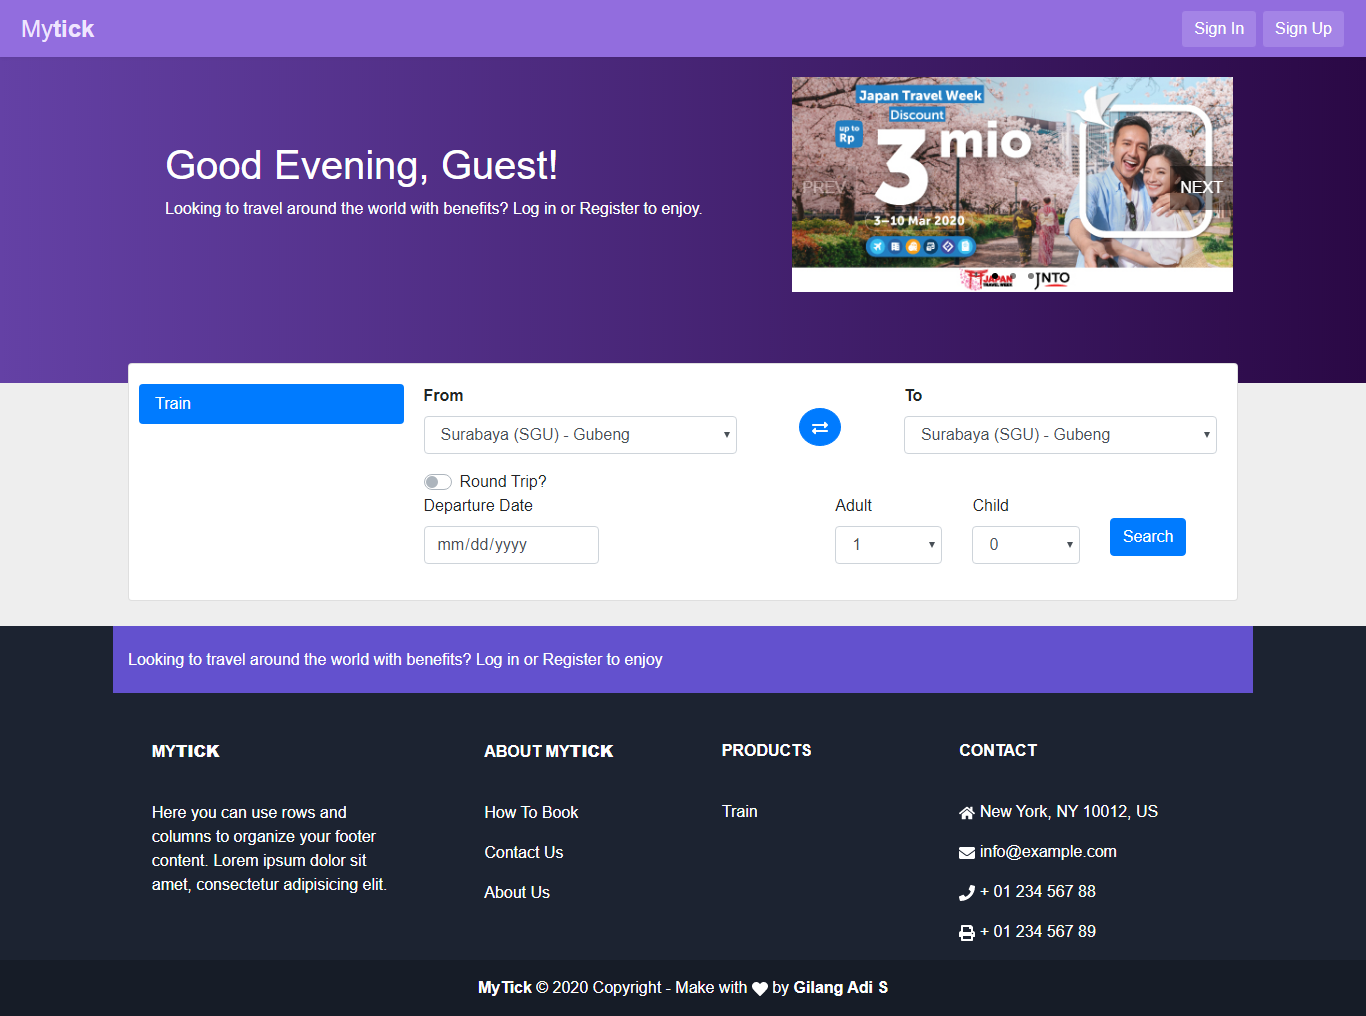 Mytick
Sign In
Sign Up
Good Evening, Guest!
Looking to travel around the world with benefits? Log in or Register to enjoy.
Japan Travel Week
Discount
up to
Rp
3 mio
3–10 Mar 2020
PREV
NEXT
JAPAN
TRAVEL WEEK
JNTO
Train
From
To
Surabaya (SGU) - Gubeng
Surabaya (SGU) - Gubeng
Round Trip?
Departure Date
Adult
Child
mm/dd/yyyy
1
0
Search
Looking to travel around the world with benefits? Log in or Register to enjoy
MYTICK
Here you can use rows and
columns to organize your footer
content. Lorem ipsum dolor sit
amet, consectetur adipisicing elit.
ABOUT MYTICK
How To Book
Contact Us
About Us
PRODUCTS
Train
CONTACT
New York, NY 10012, US
info@example.com
+ 01 234 567 88
+ 01 234 567 89
MyTick © 2020 Copyright - Make with by Gilang Adi S